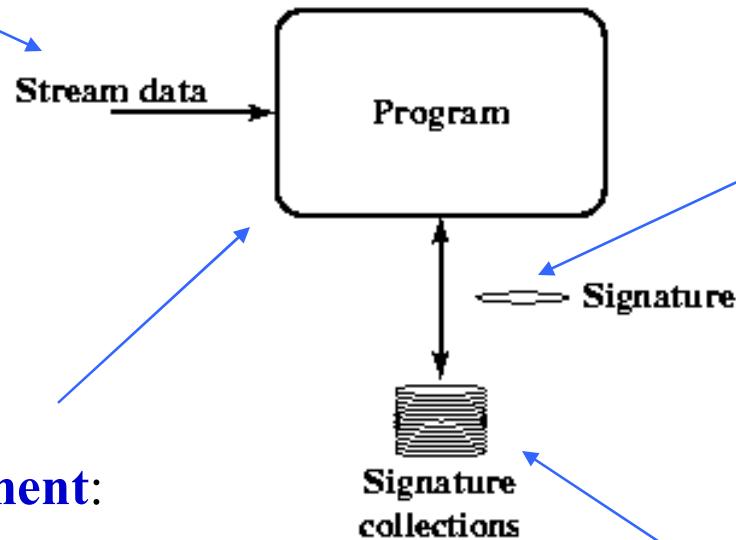 Stream data
Program
Signature
nent:
Signature
collections